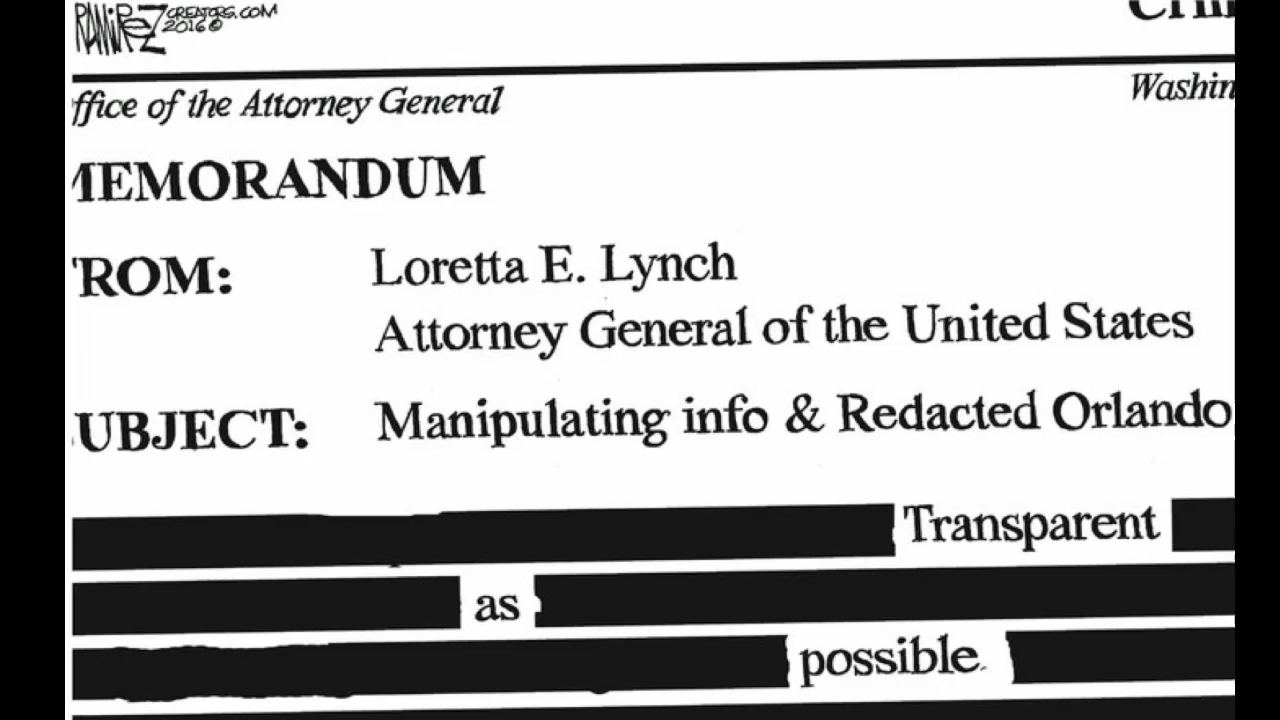 RAMIREZ
CREATORS.COM
2016 ©
ffice of the Attorney General
Washin
MEMORANDUM
FROM: Loretta E. Lynch
Attorney General of the United States
UBJECT: Manipulating info & Redacted Orlando
Transparent
as
possible.